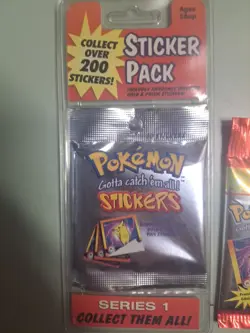 COLLECT
OVER
200
STICKERS!
Ages
STICKER
PACK
POKéMON
Gotta catch 'em all!
STICKERS
SERIES 1
COLLECT THEM ALL!